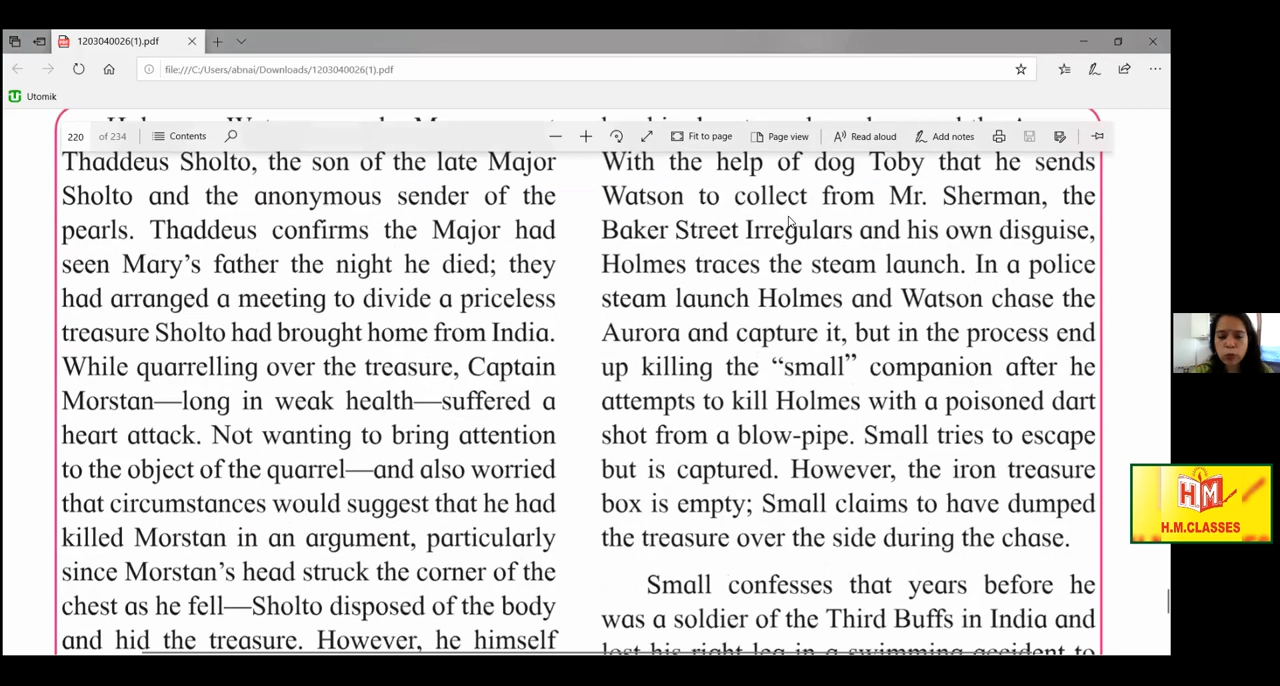 1203040026(1).pdf
file:///C:/Users/abnai/Downloads/1203040026(1).pdf
Utomik
220 of 234 Contents Fit to page Page view Read aloud Add notes
Thaddeus Sholto, the son of the late Major
Sholto and the anonymous sender of the
pearls. Thaddeus confirms the Major had
seen Mary's father the night he died; they
had arranged a meeting to divide a priceless
treasure Sholto had brought home from India.
While quarrelling over the treasure, Captain
Morstan—long in weak health—suffered a
heart attack. Not wanting to bring attention
to the object of the quarrel—and also worried
that circumstances would suggest that he had
killed Morstan in an argument, particularly
since Morstan's head struck the corner of the
chest as he fell—Sholto disposed of the body
and hid the treasure. However, he himself
With the help of dog Toby that he sends
Watson to collect from Mr. Sherman, the
Baker Street Irregulars and his own disguise,
Holmes traces the steam launch. In a police
steam launch Holmes and Watson chase the
Aurora and capture it, but in the process end
up killing the “small” companion after he
attempts to kill Holmes with a poisoned dart
shot from a blow-pipe. Small tries to escape
but is captured. However, the iron treasure
box is empty; Small claims to have dumped
the treasure over the side during the chase.
Small confesses that years before he
was a soldier of the Third Buffs in India and
lost his right leg in a swimming accident to
HM
H.M.CLASSES